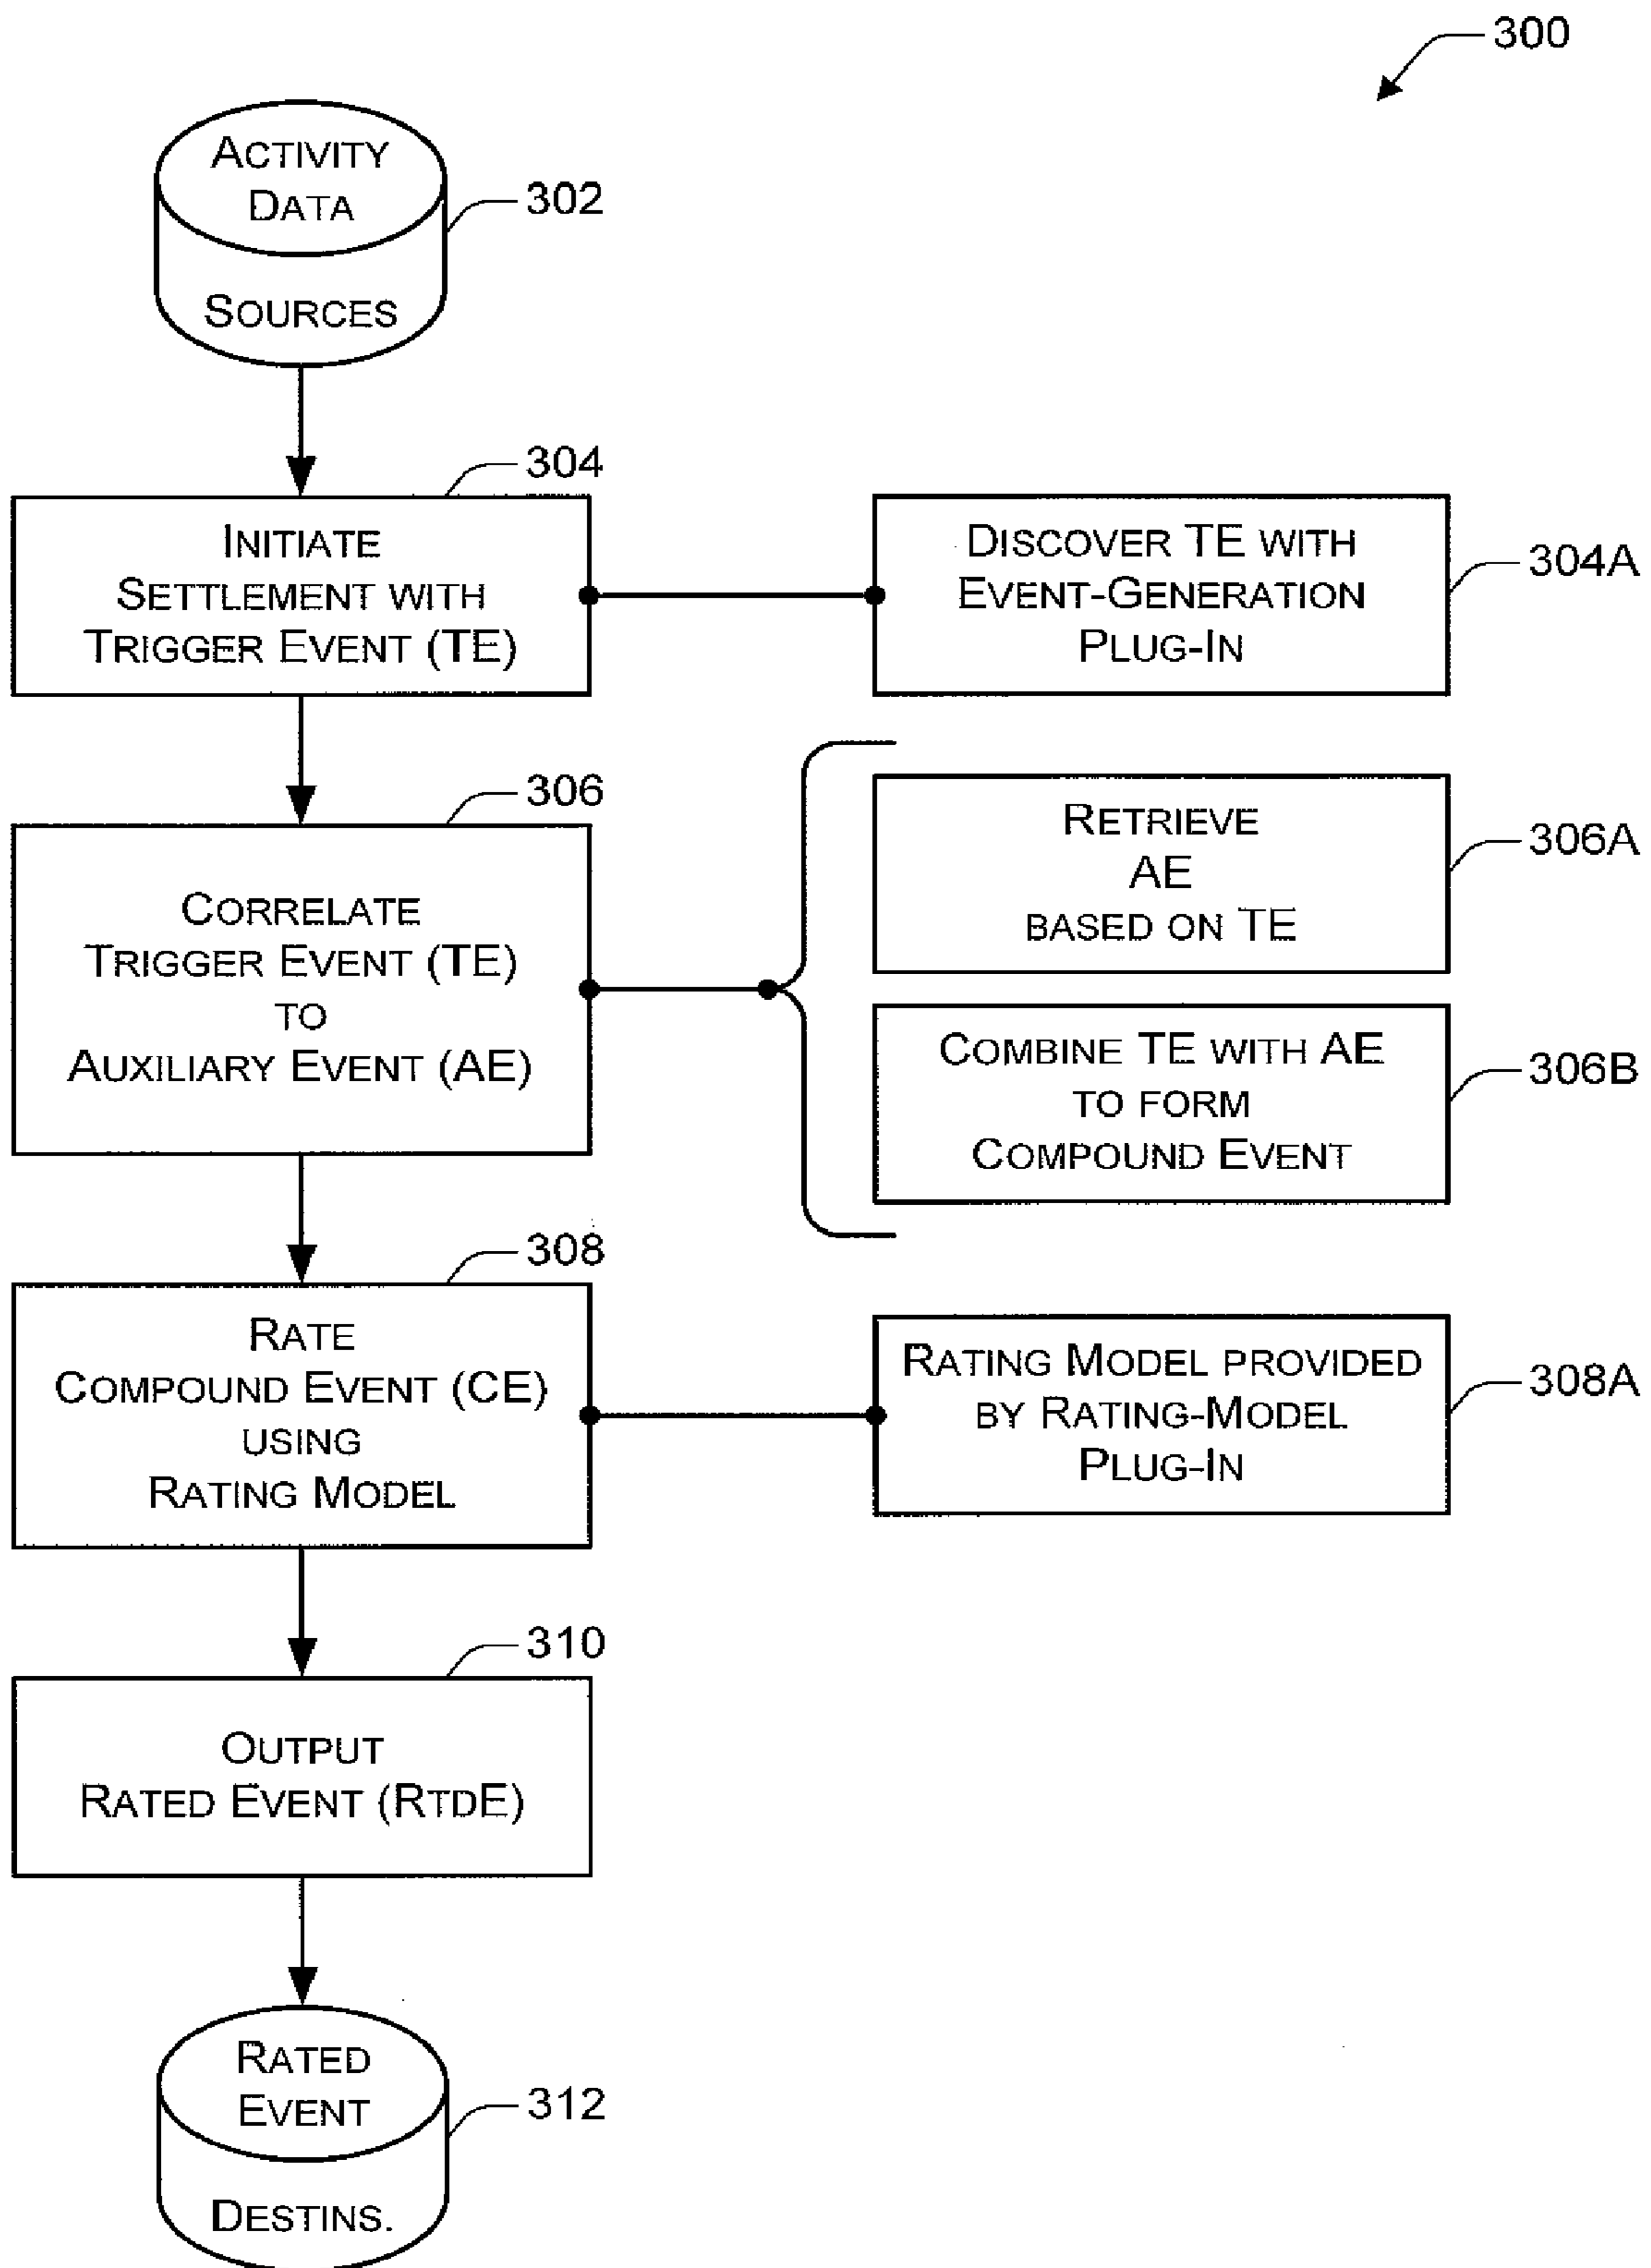 300
ACTIVITY
DATA
SOURCES
302
304
INITIATE
SETTLEMENT WITH
TRIGGER EVENT (TE)
DISCOVER TE WITH
EVENT-GENERATION
PLUG-IN
304A
306
CORRELATE
TRIGGER EVENT (TE)
TO
AUXILIARY EVENT (AE)
RETRIEVE
AE
BASED ON TE
306A
COMBINE TE WITH AE
TO FORM
COMPOUND EVENT
306B
308
RATE
COMPOUND EVENT (CE)
USING
RATING MODEL
RATING MODEL PROVIDED
BY RATING-MODEL
PLUG-IN
308A
310
OUTPUT
RATED EVENT (RTDE)
RATED
EVENT
DESTINS.
312